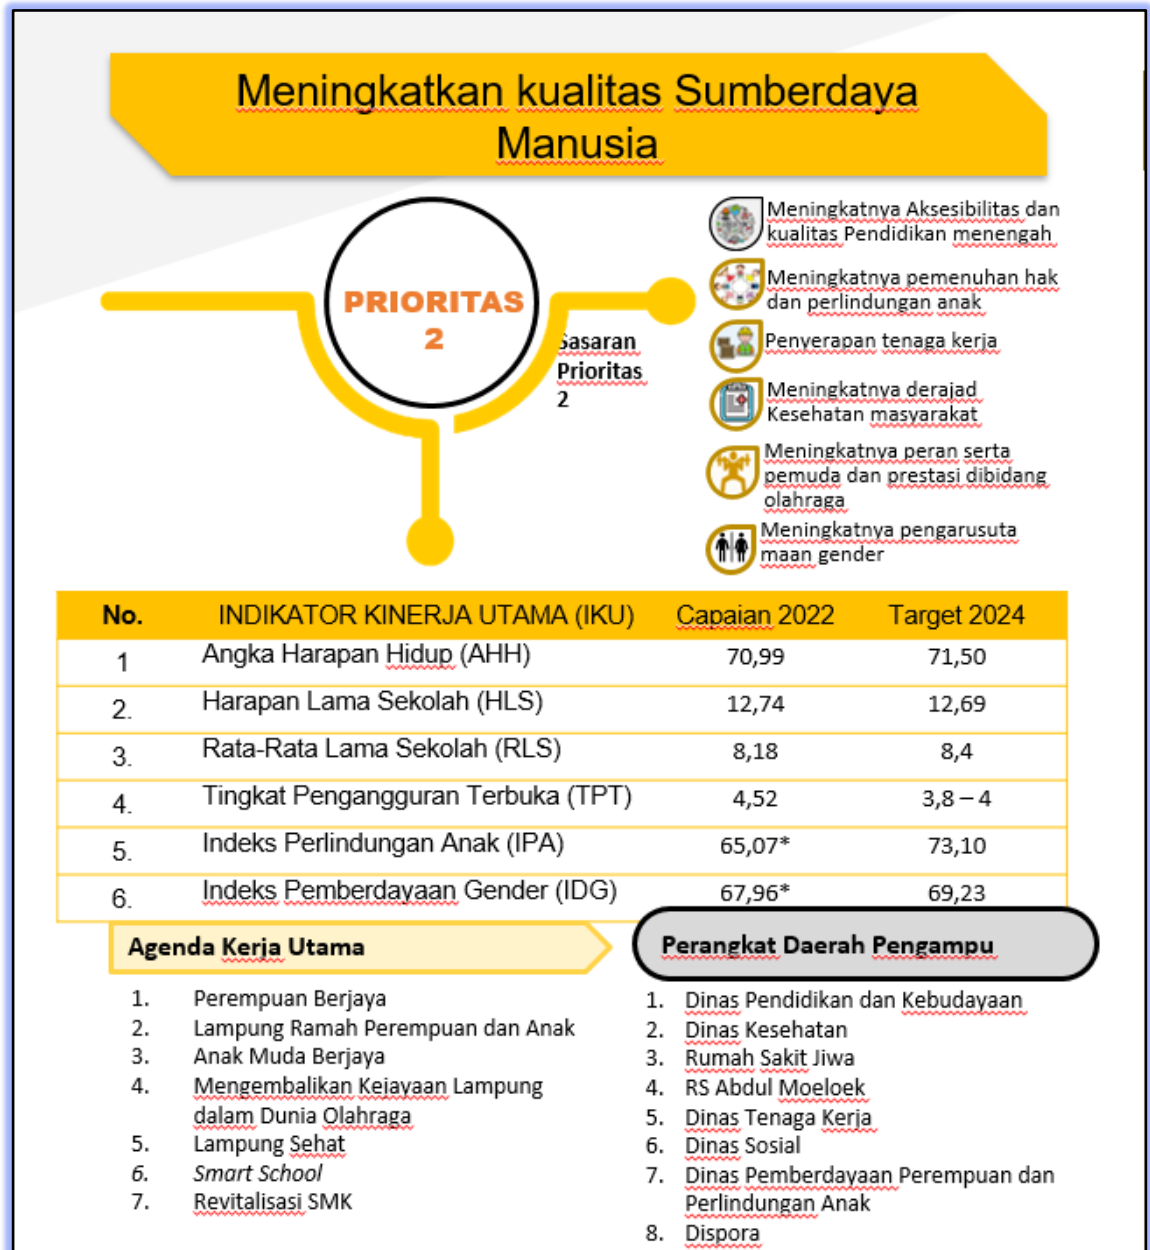 Meningkatkan kualitas Sumberdaya
Manusia
PRIORITAS
2
Sasaran
Prioritas
2
Meningkatnya Aksesibilitas dan
kualitas Pendidikan menengah
Meningkatnya pemenuhan hak
dan perlindungan anak
Penyerapan tenaga kerja
Meningkatnya derajad
Kesehatan masyarakat
Meningkatnya peran serta
pemuda dan prestasi dibidang
olahraga
Meningkatnya pengarusuta
maan gender
No. INDIKATOR KINERJA UTAMA (IKU) Capaian 2022 Target 2024
1 Angka Harapan Hidup (AHH) 70,99 71,50
2. Harapan Lama Sekolah (HLS) 12,74 12,69
3. Rata-Rata Lama Sekolah (RLS) 8,18 8,4
4. Tingkat Pengangguran Terbuka (TPT) 4,52 3,8 – 4
5. Indeks Perlindungan Anak (IPA) 65,07* 73,10
6. Indeks Pemberdayaan Gender (IDG) 67,96* 69,23
Agenda Kerja Utama
1. Perempuan Berjaya
2. Lampung Ramah Perempuan dan Anak
3. Anak Muda Berjaya
4. Mengembalikan Kejayaan Lampung
dalam Dunia Olahraga
5. Lampung Sehat
6. Smart School
7. Revitalisasi SMK
Perangkat Daerah Pengampu
1. Dinas Pendidikan dan Kebudayaan
2. Dinas Kesehatan
3. Rumah Sakit Jiwa
4. RS Abdul Moeloek
5. Dinas Tenaga Kerja
6. Dinas Sosial
7. Dinas Pemberdayaan Perempuan dan
Perlindungan Anak
8. Dispora